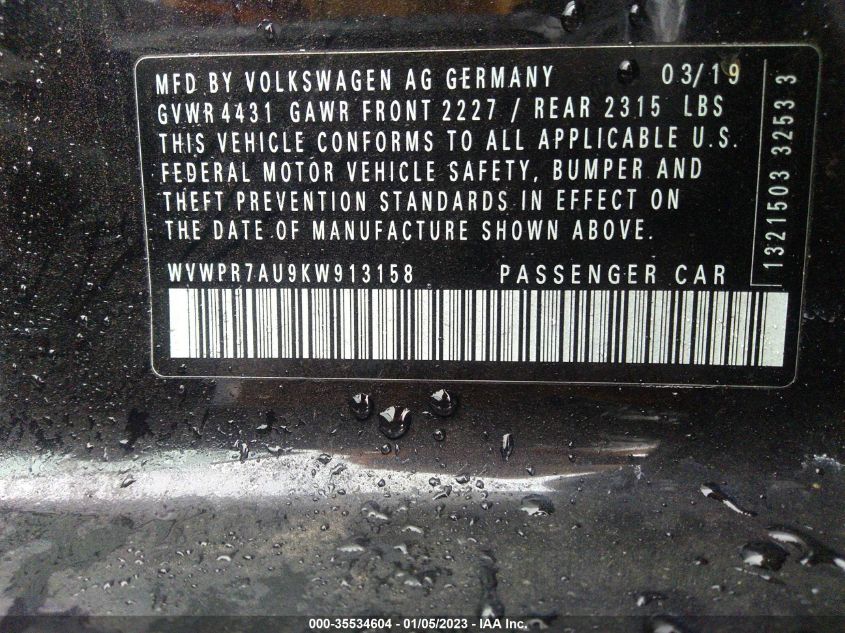 MFD BY VOLKSWAGEN AG GERMANY 03/19
GVWR 4431 GAWR FRONT 2227 / REAR 2315 LBS
THIS VEHICLE CONFORMS TO ALL APPLICABLE U.S.
FEDERAL MOTOR VEHICLE SAFETY, BUMPER AND
THEFT PREVENTION STANDARDS IN EFFECT ON
THE DATE OF MANUFACTURE SHOWN ABOVE.
WVWPR7AU9KW913158 PASSENGER CAR
1321503 3253 3
000-35534604 / 01/05/2023 - IAA Inc.